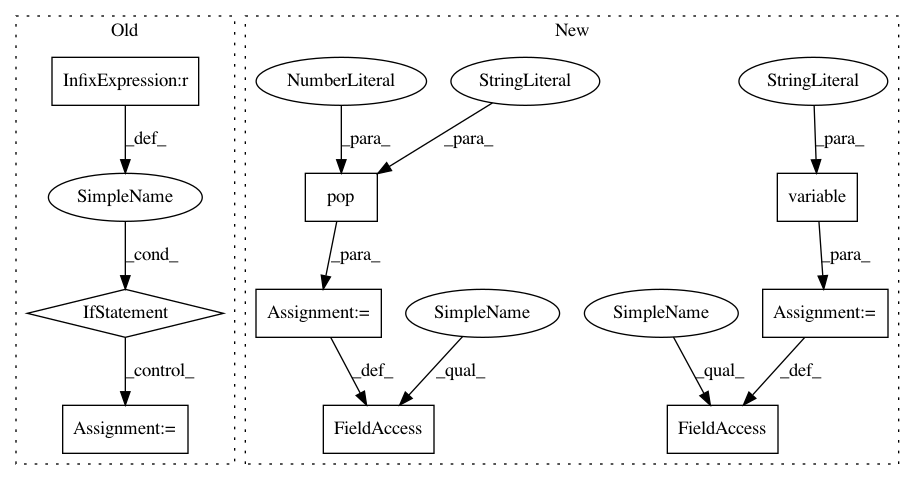 Old
New
InfixExpression:r
NumberLiteral
StringLiteral
StringLiteral
_def_
_para_
_para_
_para_
SimpleName
pop
variable
_cond_
_para_
_para_
IfStatement
Assignment:=
SimpleName
SimpleName
Assignment:=
_control_
_def_
_qual_
_qual_
_def_
Assignment:=
FieldAccess
FieldAccess